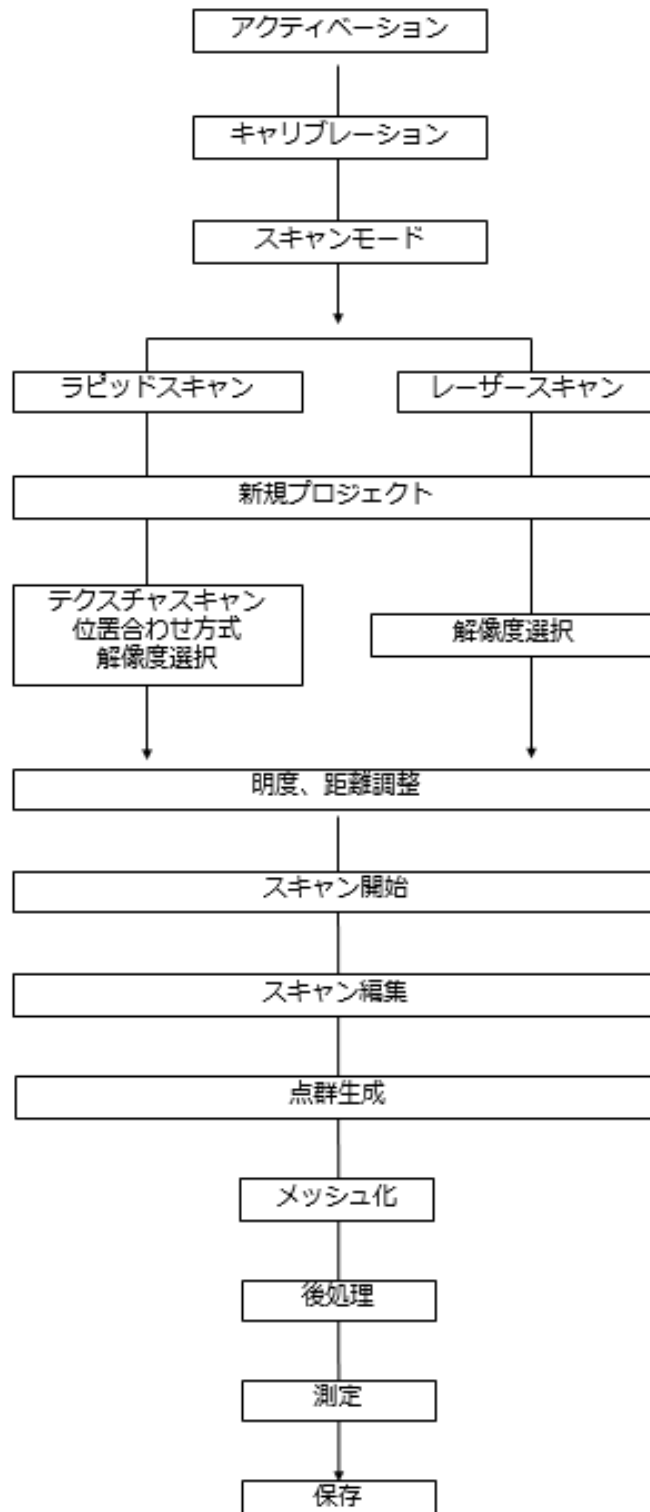 アクティベーション
キャリブレーション
スキャンモード
ラピッドスキャン
レーザースキャン
新規プロジェクト
テクスチャスキャン
位置合わせ方式
解像度選択
解像度選択
明度、距離調整
スキャン開始
スキャン編集
点群生成
メッシュ化
後処理
測定
保存